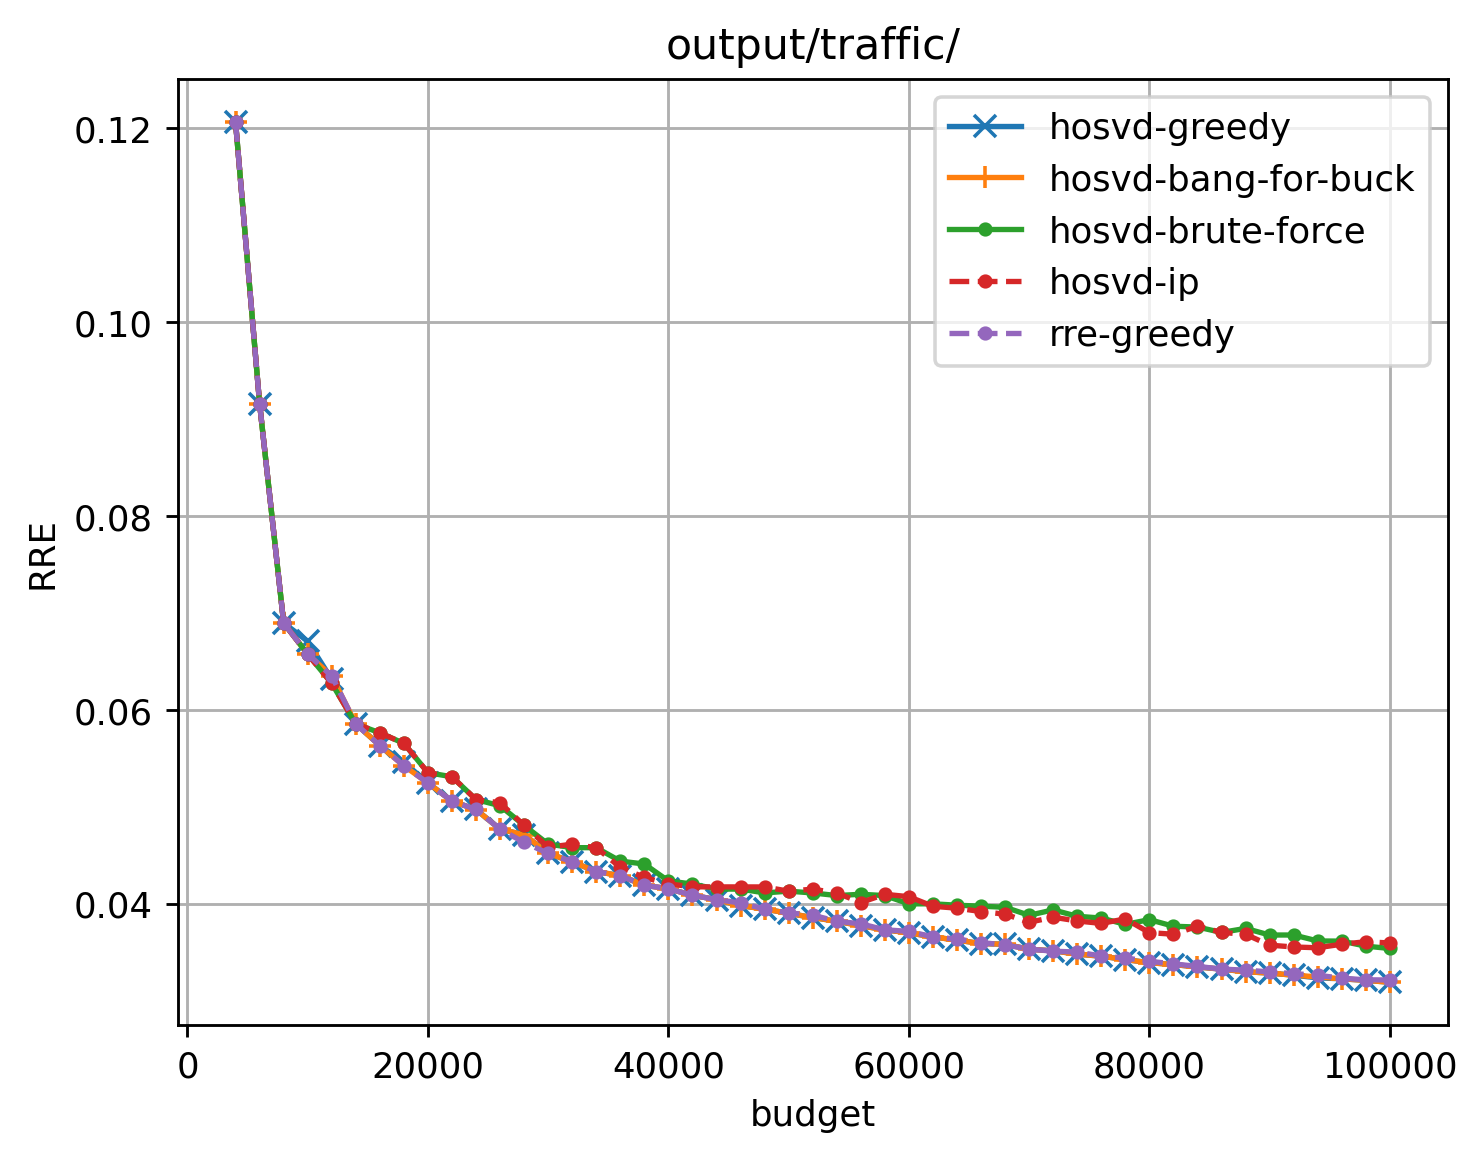 output/traffic/
0.12
0.10
0.08
0.06
0.04
RRE
hosvd-greedy
hosvd-bang-for-buck
hosvd-brute-force
hosvd-ip
rre-greedy
0
20000
40000
60000
80000
100000
budget